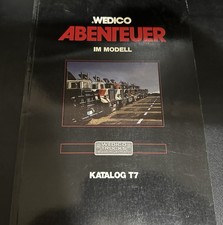 WEDICO
ABENTEUER
IM MODELL
KATALOG T7